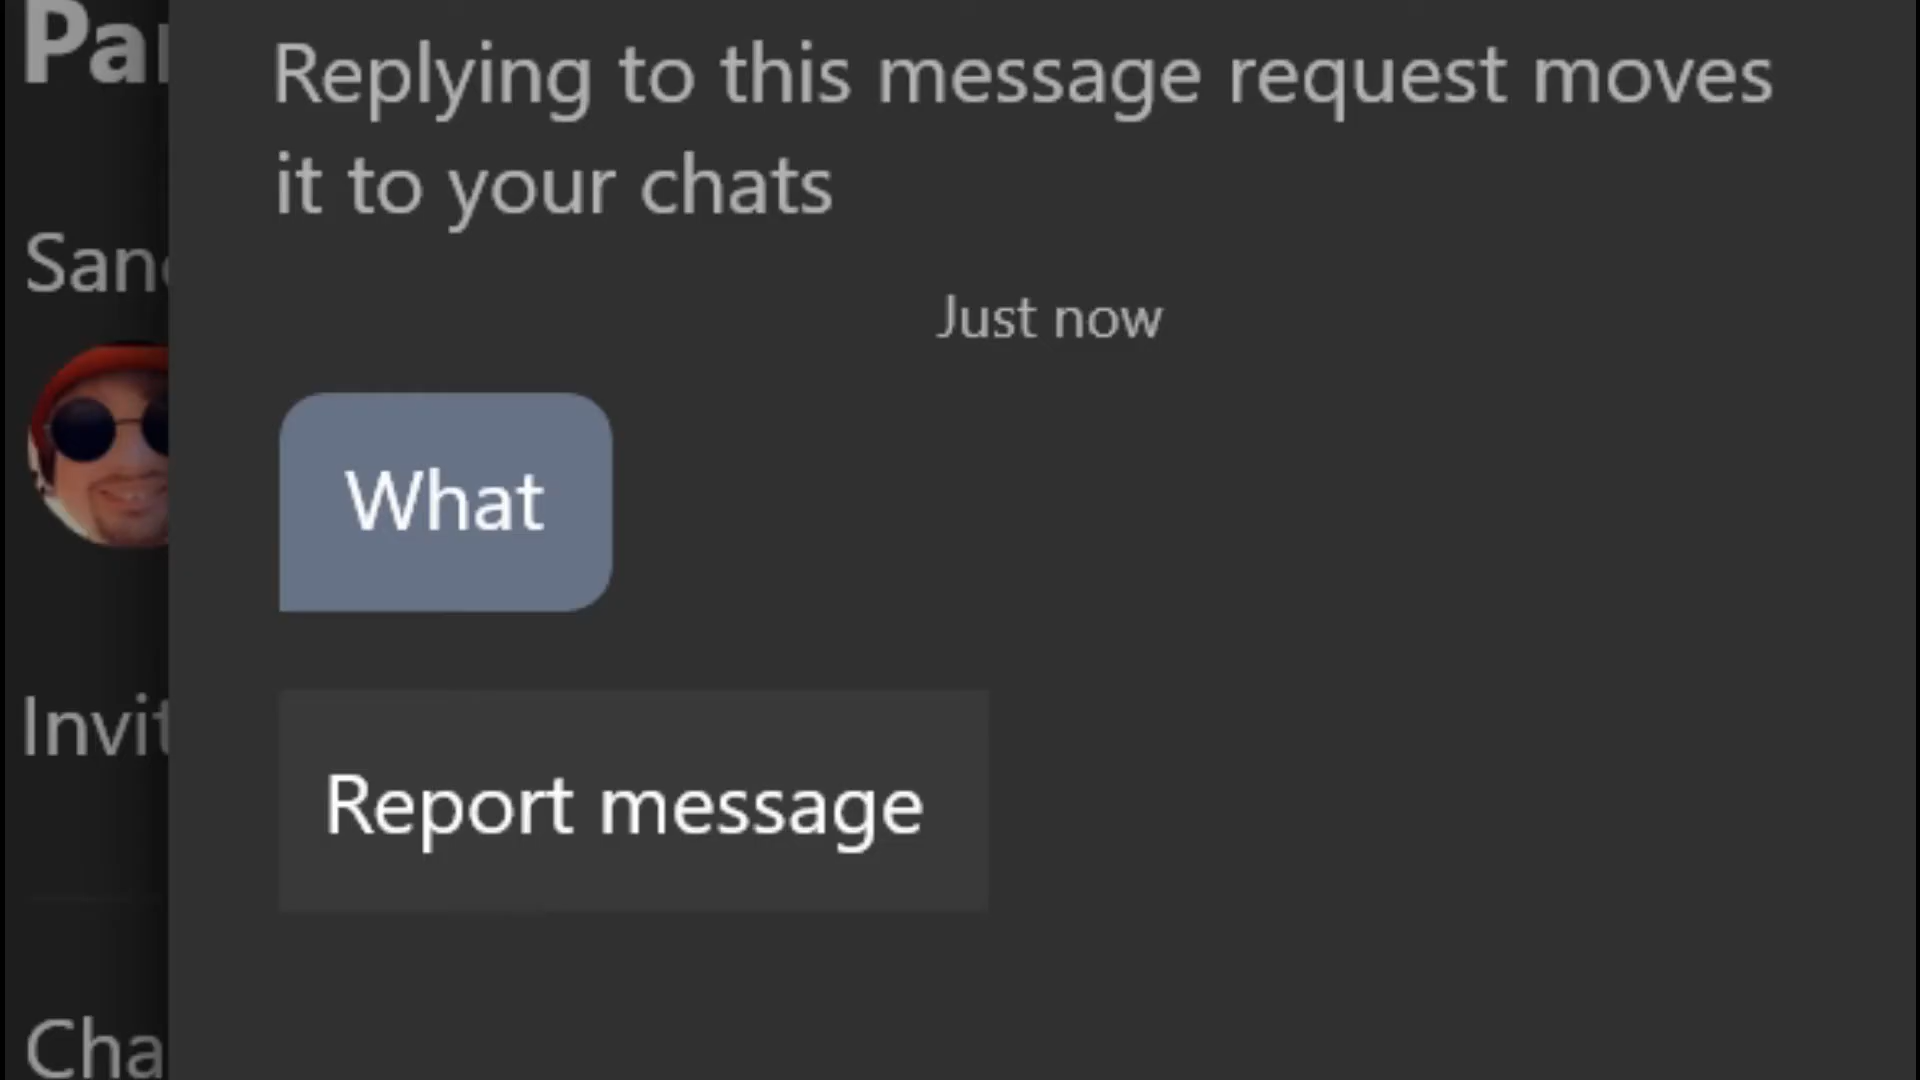 Replying to this message request moves
it to your chats
Just now
What
Report message